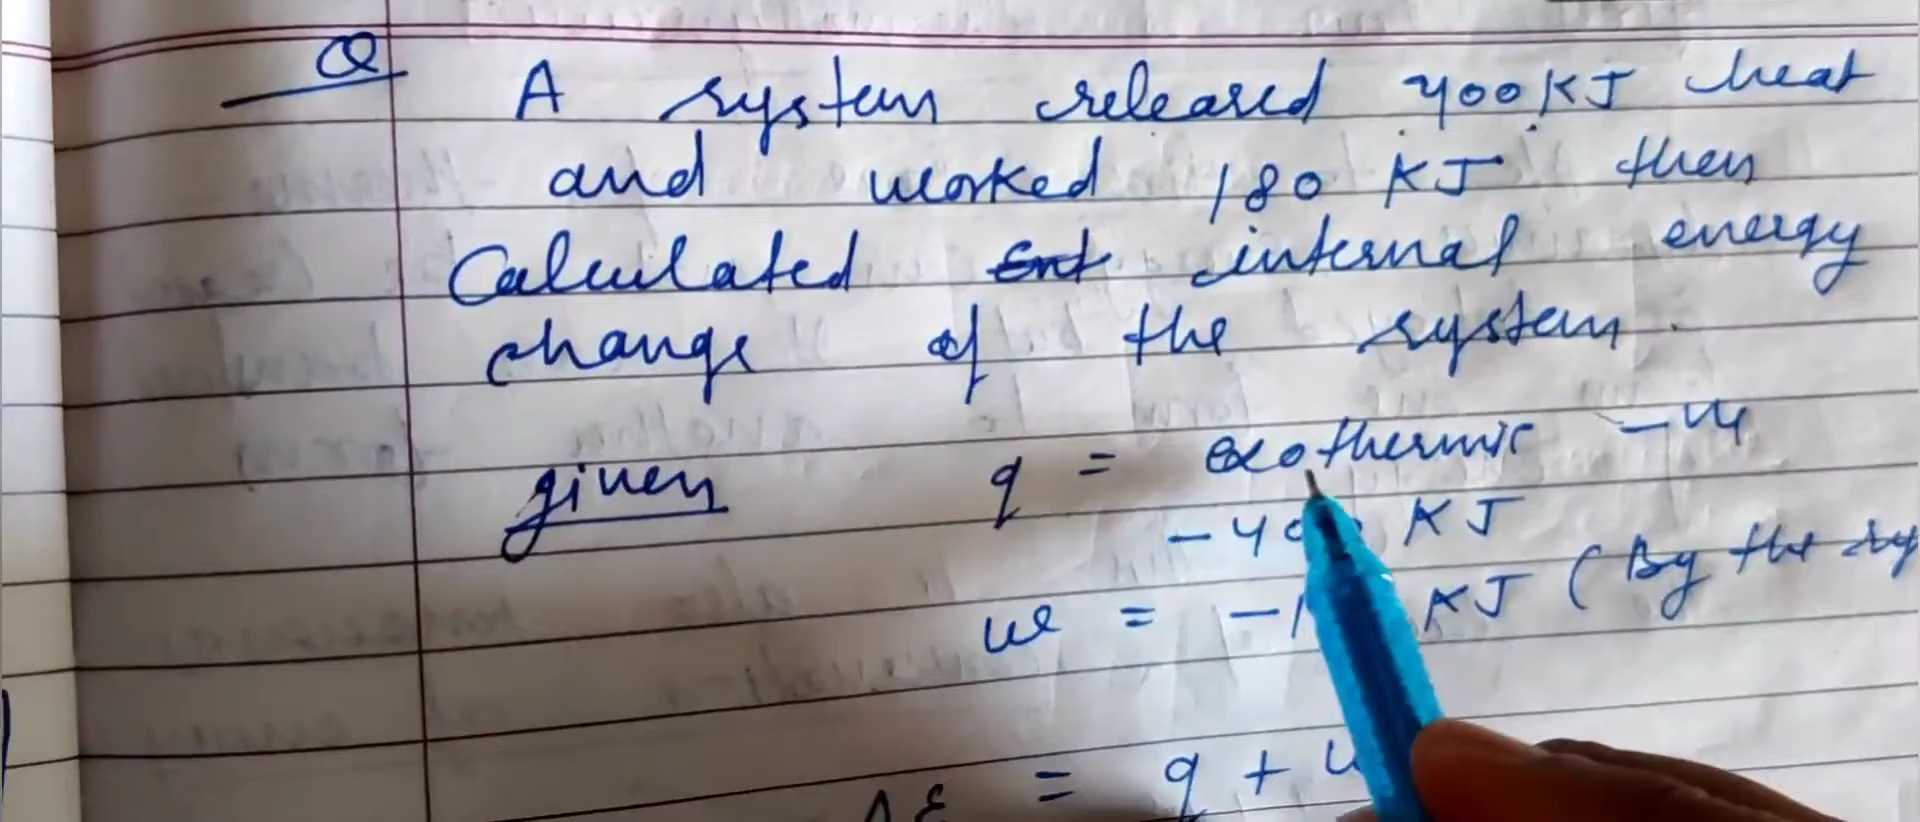 Q A system released 400 KJ heat
and worked 180 KJ then
Calculated Ent internal energy
change of the system.
given q = exothermic -ve
KJ
w = KJ (By the
ΔE = q +